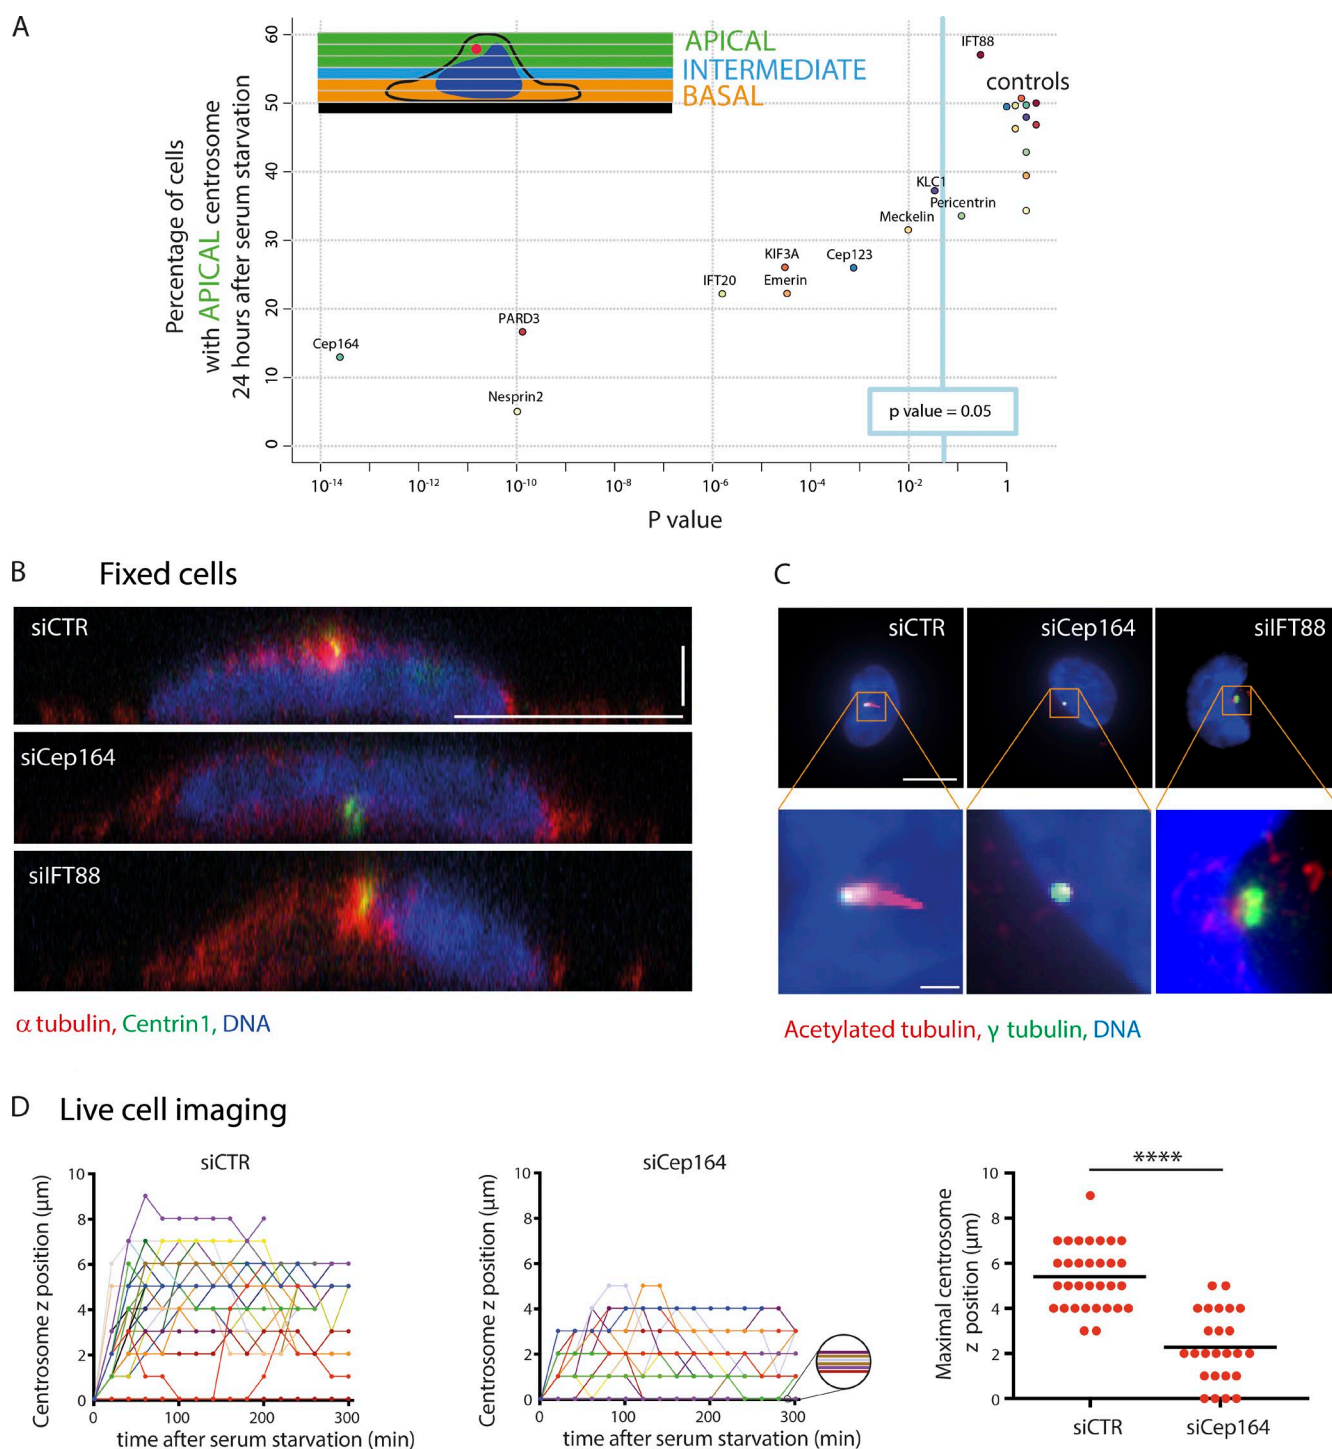 A
APICAL
INTERMEDIATE
BASAL
Percentage of cells
with APICAL centrosome
24 hours after serum starvation
60
50
40
30
20
10
0
IFT88
controls
KLC1
Pericentrin
Meckelin
KIF3A
Cep123
IFT20
Emerin
PARD3
Cep164
Nesprin2
p value = 0.05
10-14
10-12
10-10
10-8
10-6
10-4
10-2
1
P value
B Fixed cells
siCTR
siCep164
siIFT88
α tubulin, Centrin1, DNA
C
siCTR
siCep164
siIFT88
Acetylated tubulin, γ tubulin, DNA
D Live cell imaging
siCTR
Centrosome z position (μm)
10
8
6
4
2
0
0 100 200 300
time after serum starvation (min)
siCep164
Centrosome z position (μm)
10
8
6
4
2
0
0 100 200 300
time after serum starvation (min)
****
Maximal centrosome
z position (μm)
10
8
6
4
2
0
siCTR siCep164